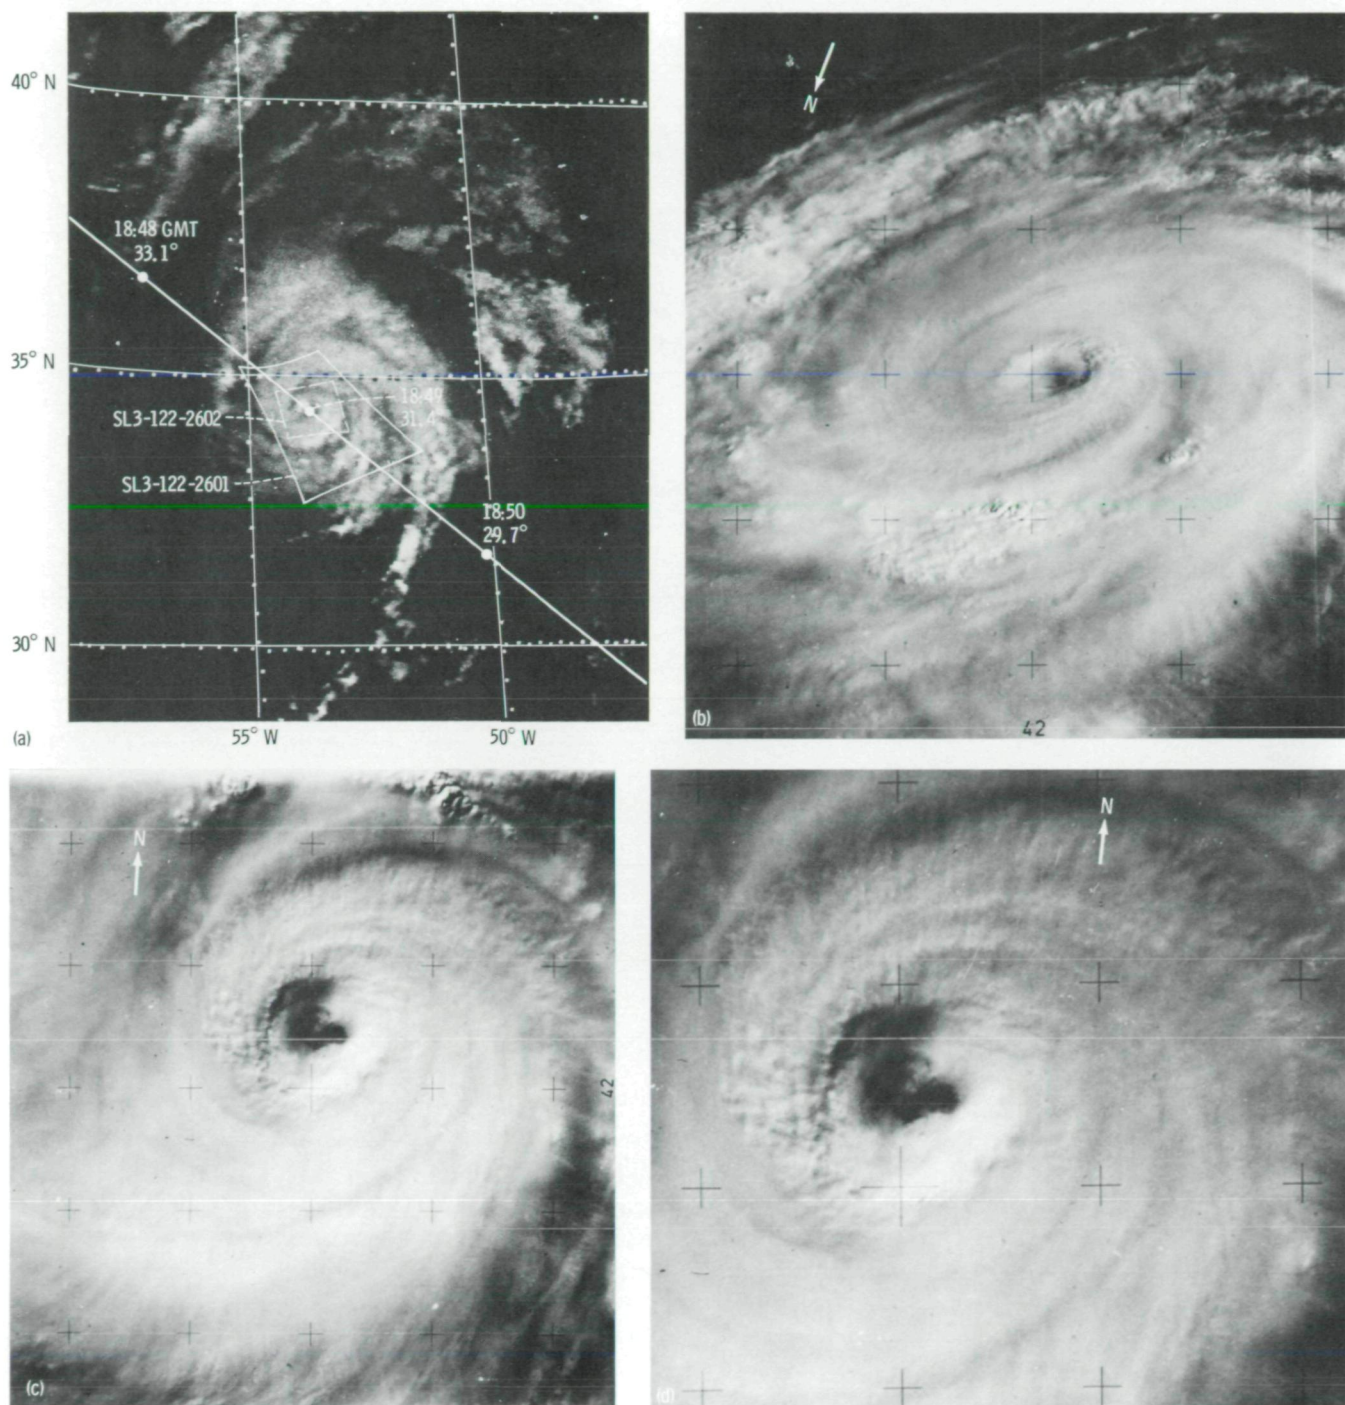 40° N
18:48 GMT
33.1°
N
35° N
18:49
31.4°
SL3-122-2602
SL3-122-2601
18:50
29.7°
30° N
(a)
55° W
50° W
(b)
42
N
42
(c)
N
(d)